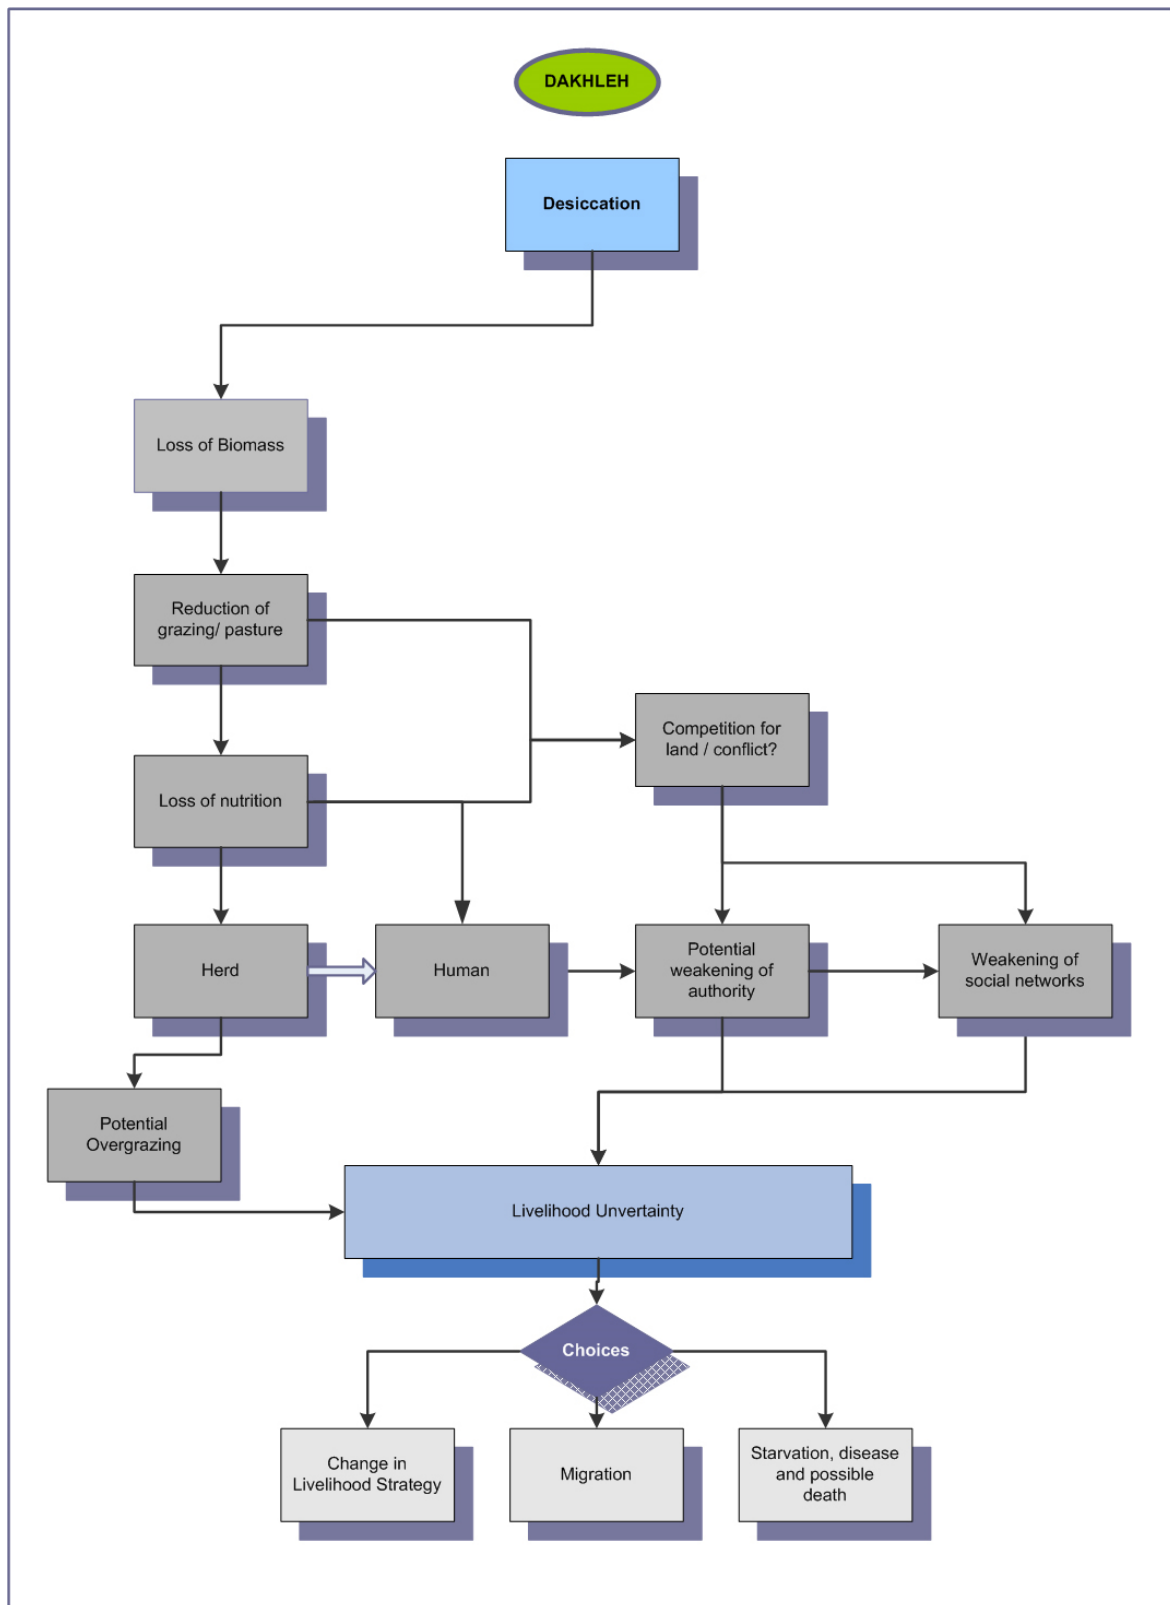 DAKHLEH
Desiccation
Loss of Biomass
Reduction of
grazing/ pasture
Competition for
land / conflict?
Loss of nutrition
Herd
Human
Potential
weakening of
authority
Weakening of
social networks
Potential
Overgrazing
Livelihood Unvertainty
Choices
Change in
Livelihood Strategy
Migration
Starvation, disease
and possible
death